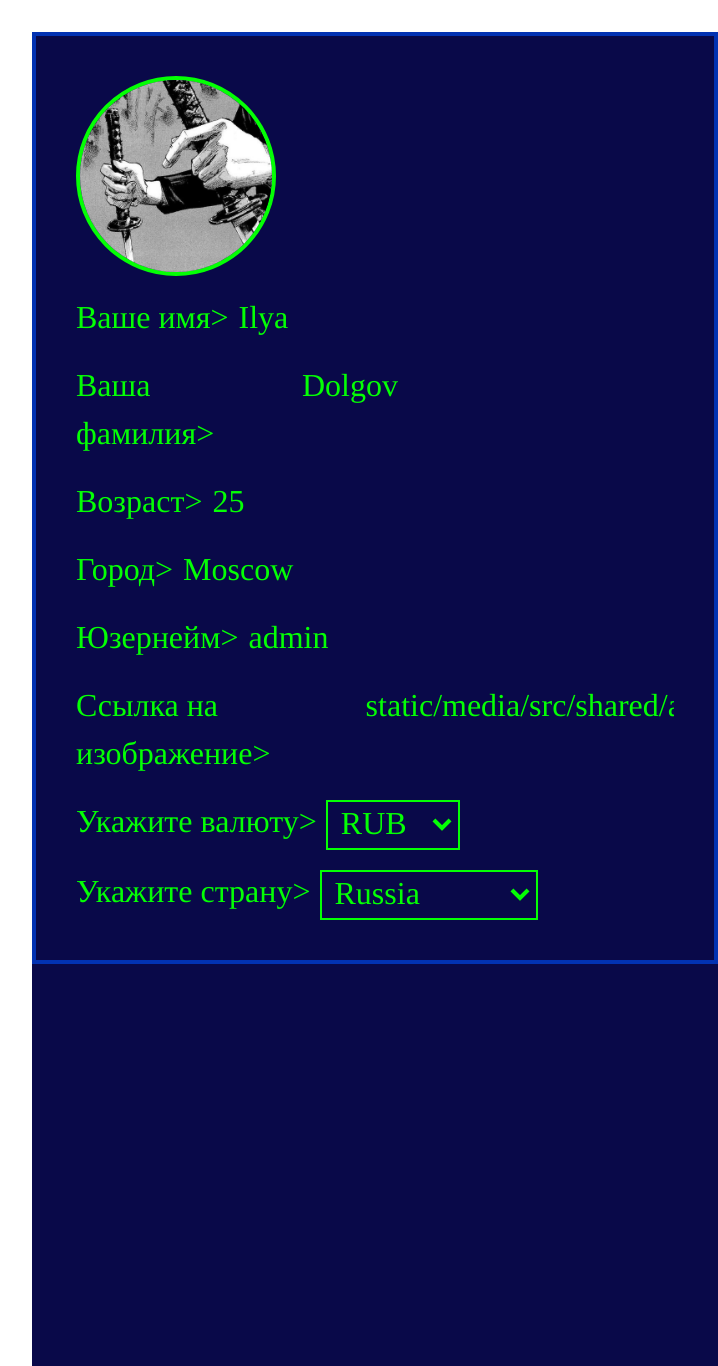 Ваше имя> Ilya
Ваша Dolgov
фамилия>
Возраст> 25
Город> Moscow
Юзернейм> admin
Ссылка на static/media/src/shared/a
изображение>
Укажите валюту> RUB
Укажите страну> Russia